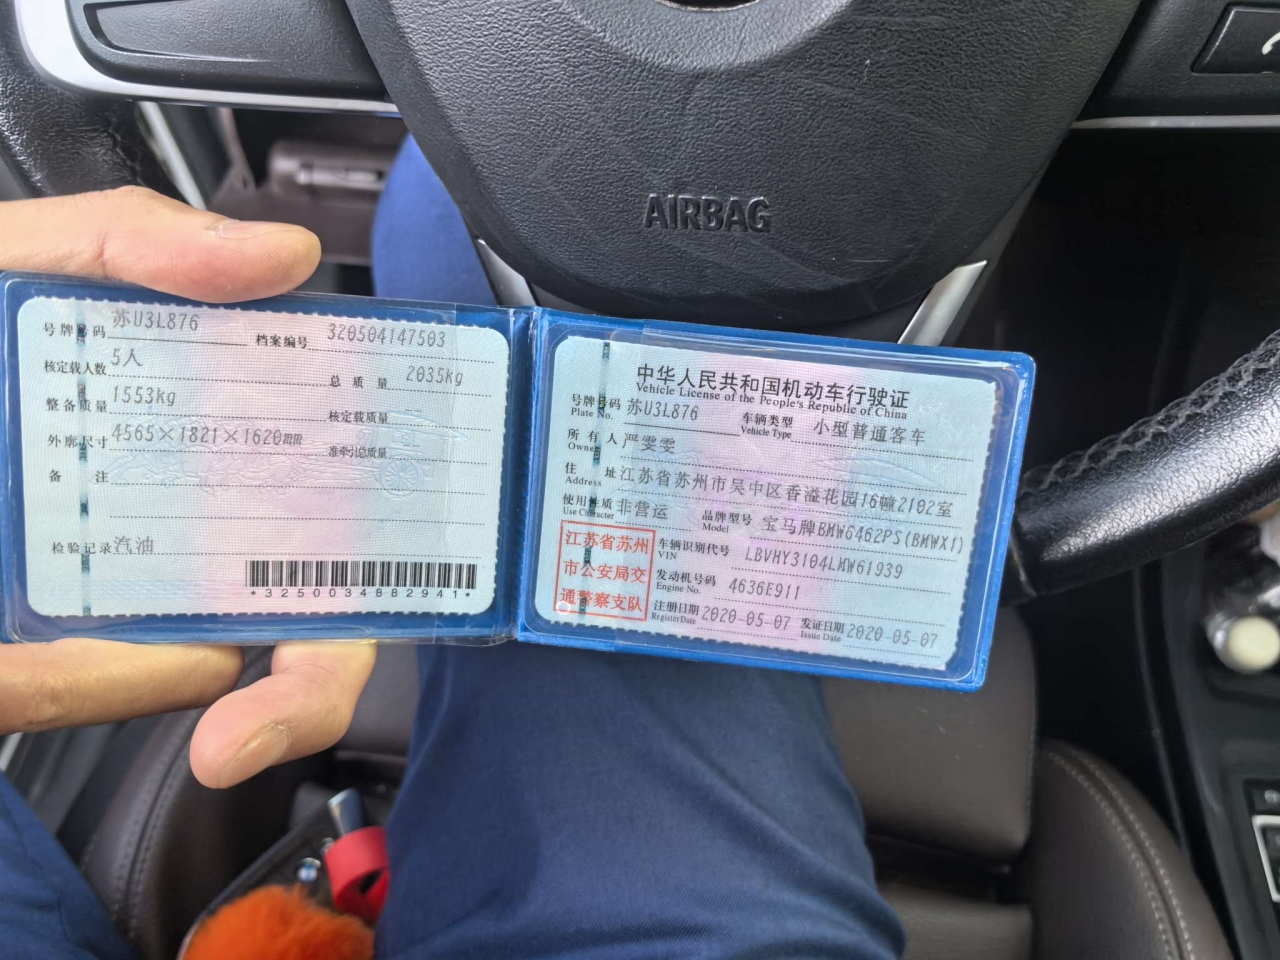 AIRBAG
号牌号码 苏U3L876 档案编号 320504147503
核定载人数 5人 总质量 2035kg
整备质量 1553kg 核定载质量
外廓尺寸 4565×1821×1620 准牵引总质量
备注
检验记录 汽油
*3250034882941*
中华人民共和国机动车行驶证
Vehicle License of the People's Republic of China
号牌号码 苏U3L876 车辆类型 小型普通客车
Plate No. Vehicle Type
所有人 严雯雯
Owner
住址 江苏省苏州市吴中区香溢花园16幢2102室
Address
使用性质 非营运 品牌型号 宝马牌BMW6462PS(BMWX1)
Use Character Model
江苏省苏州
市公安局交
通警察支队
车辆识别代号 LBVHY3104LMW61939
VIN
发动机号码 4636E911
Engine No.
注册日期 2020-05-07 发证日期 2020-05-07
RegisterDate Issue Date